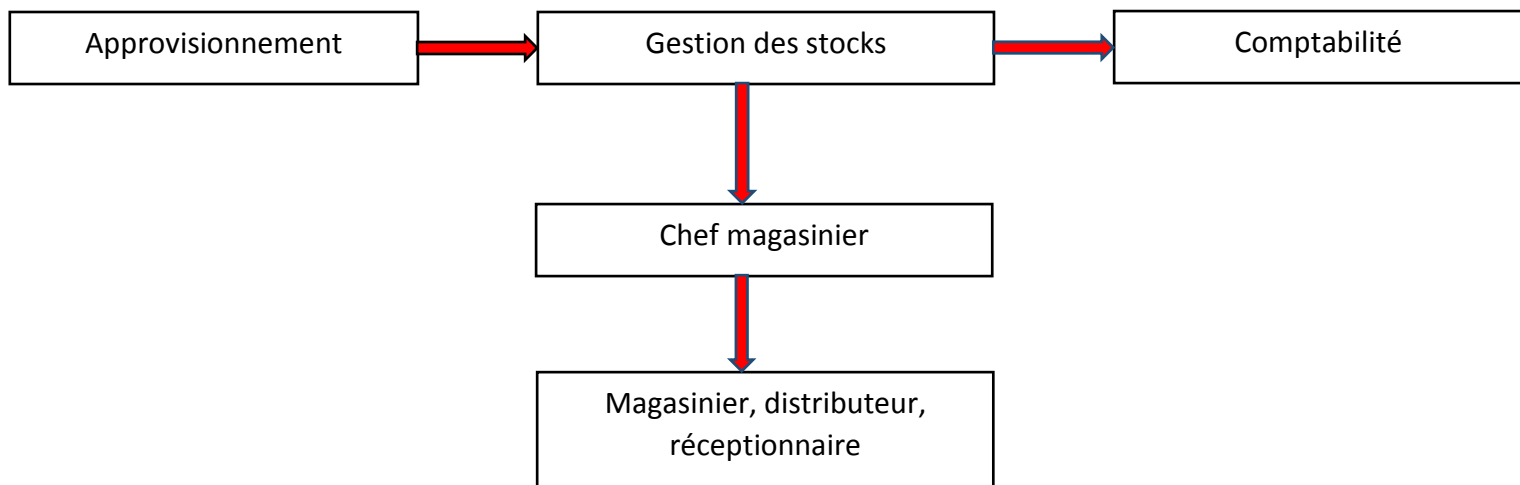 Approvisionnement
Gestion des stocks
Comptabilité
Chef magasinier
Magasinier, distributeur,
réceptionnaire